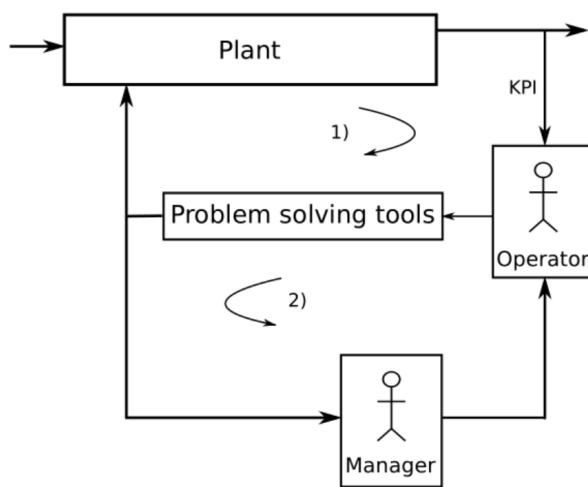 Plant
KPI
1)
Problem solving tools
Operator
2)
Manager